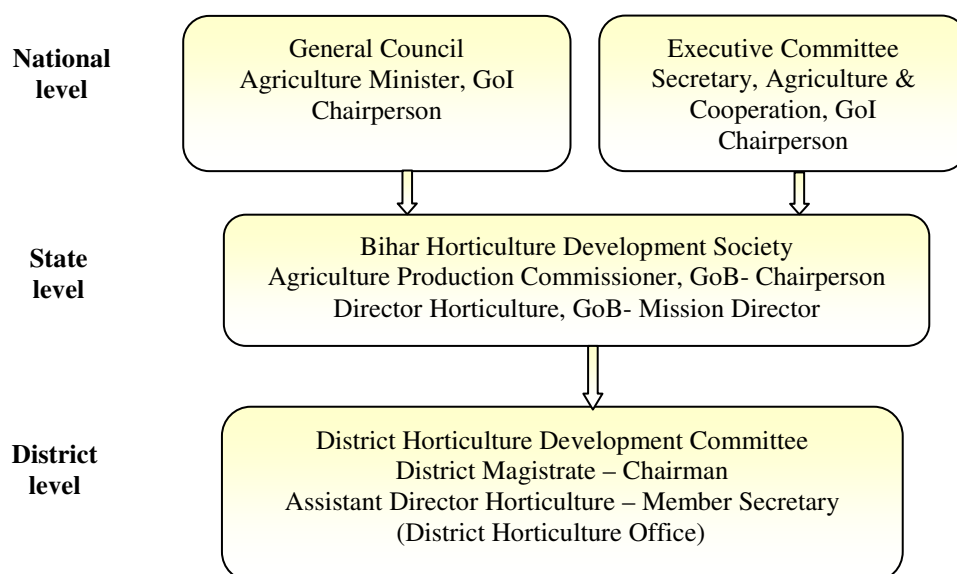 National
level
General Council
Agriculture Minister, GoI
Chairperson
Executive Committee
Secretary, Agriculture &
Cooperation, GoI
Chairperson
State
level
Bihar Horticulture Development Society
Agriculture Production Commissioner, GoB- Chairperson
Director Horticulture, GoB- Mission Director
District
level
District Horticulture Development Committee
District Magistrate – Chairman
Assistant Director Horticulture – Member Secretary
(District Horticulture Office)